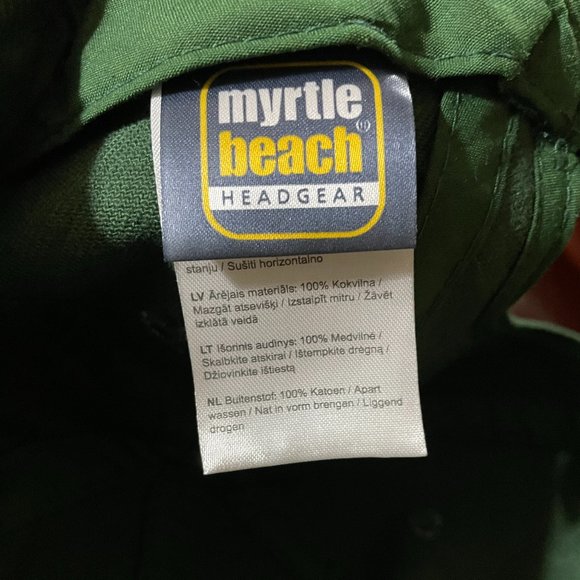 myrtle
beach
HEADGEAR
stanju / Sušiti horizontalno
LV Ārējais materiāls: 100% Kokvilna /
Mazgāt atsevišķi / Izstalpīt mitru / Žāvēt
izklātā veidā
LT Išorinis audinys: 100% Medvilnė /
Skalbkite atskirai / Ištempkite drėgną /
Džiovinkite ištiestą
NL Buitenstof: 100% Katoen / Apart
wassen / Nat in vorm brengen / Liggend
drogen